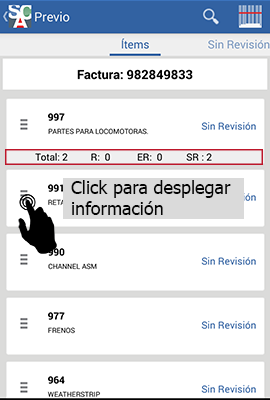 SCA Previo
Ítems Sin Revisión
Factura: 982849833
997
PARTES PARA LOCOMOTORAS.
Sin Revisión
Total: 2 R: 0 ER: 0 SR : 2
991
RETA
Click para desplegar
información
990
CHANNEL ASM
Sin Revisión
977
FRENOS
Sin Revisión
964
WEATHERSTRIP
Sin Revisión